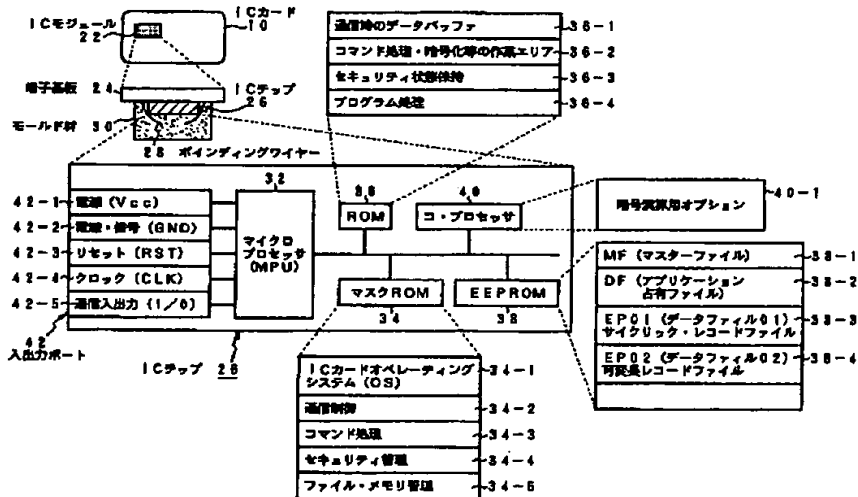 ICカード
10
ICモジュール
22
端子基板 24
ICチップ
26
モールド材 30
28 ボインディングワイヤー
通信時のデータバッファ 36-1
コマンド処理・暗号化等の作業エリア 36-2
セキュリティ状態保持 36-3
プログラム処理 36-4
42-1 電源(Vcc)
42-2 電源・信号(GND)
42-3 リセット(RST)
42-4 クロック(CLK)
42-5 通信入出力(I/O)
42
入出力ポート
32
マイクロ
プロセッサ
(MPU)
36
ROM
40
コ・プロセッサ
マスクROM
34
EEPROM
38
ICチップ 26
40-1
暗号演算用オプション
MF(マスターファイル) 38-1
DF(アプリケーション
占有ファイル) 38-2
EP01(データファィル01)
サイクリック・レコードファイル 38-3
EP02(データファィル02)
可変長レコードファイル 38-4
ICカードオペレーティング
システム(OS) 34-1
通信制御 34-2
コマンド処理 34-3
セキュリティ管理 34-4
ファイル・メモリ管理 34-5